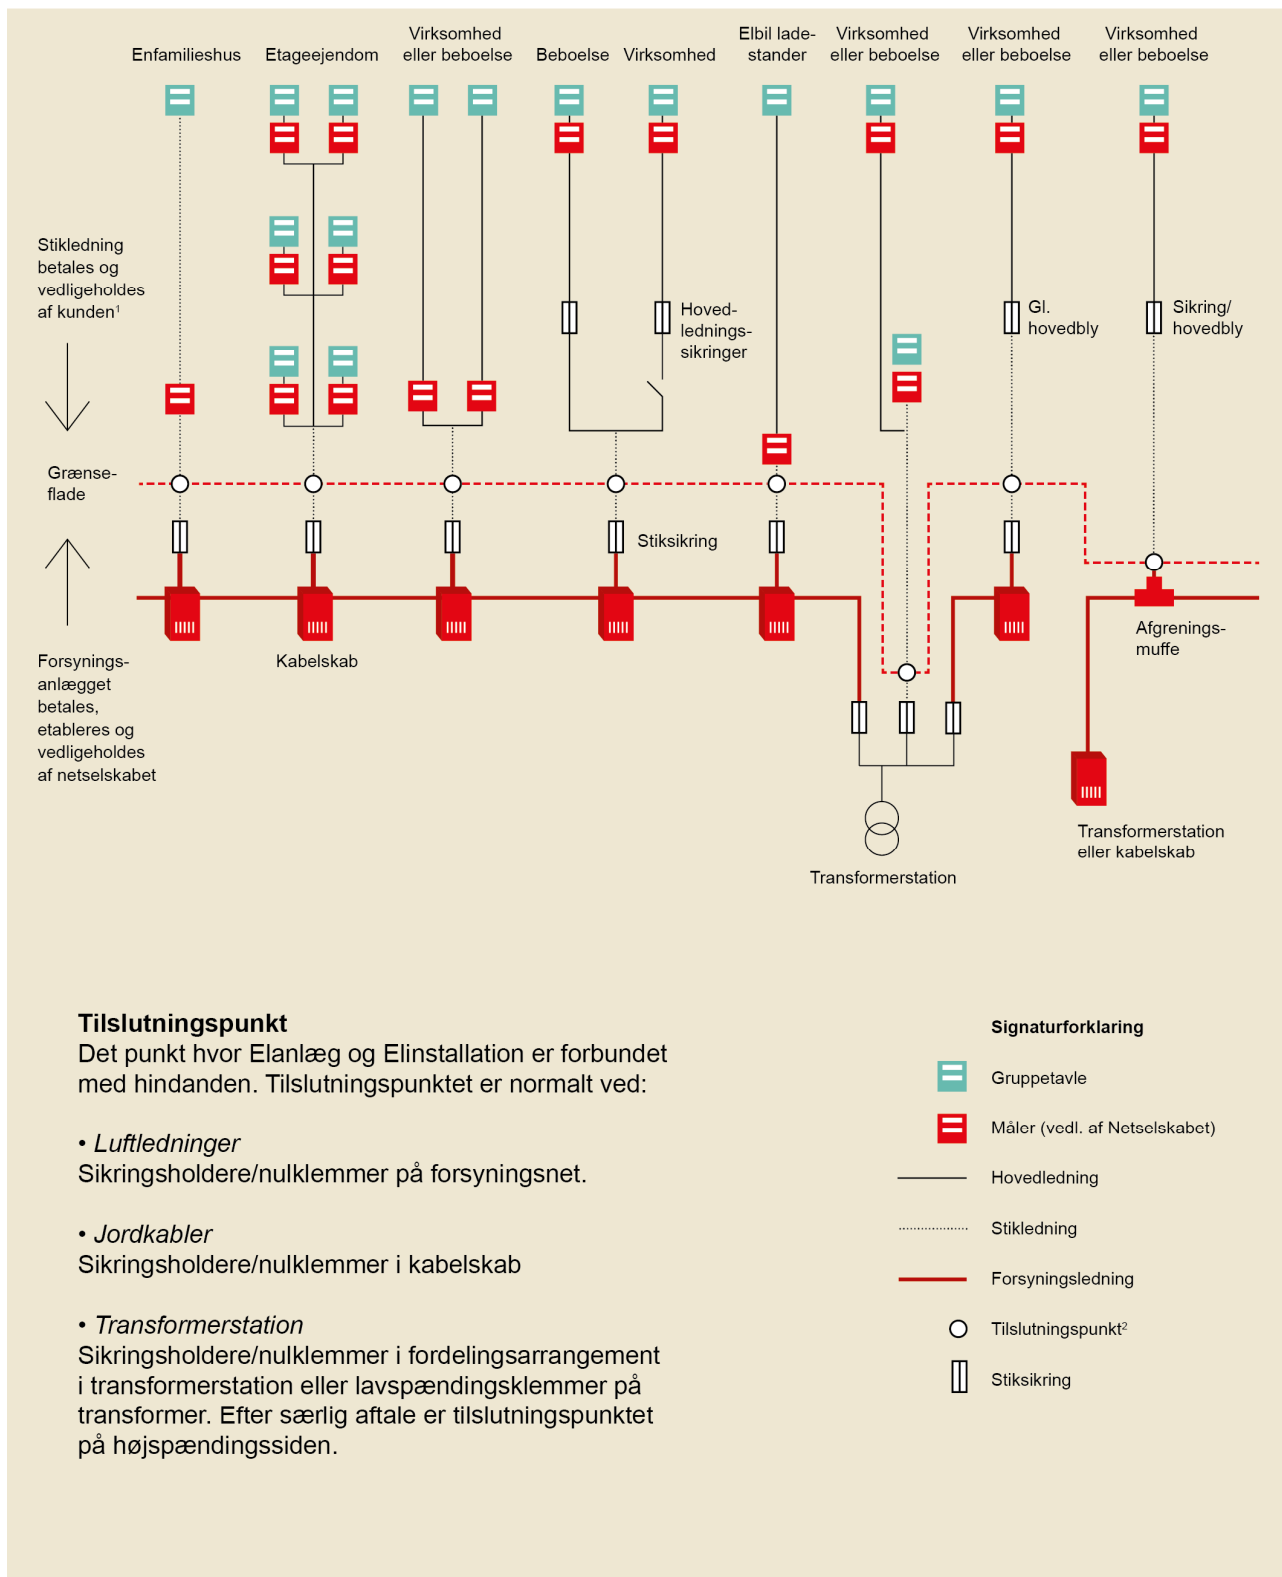 Enfamilieshus
Etageejendom
Virksomhed
eller beboelse
Beboelse
Virksomhed
Elbil lade-
stander
Virksomhed
eller beboelse
Virksomhed
eller beboelse
Virksomhed
eller beboelse
Stikledning
betales og
vedligeholdes
af kunden¹
Hoved-
lednings-
sikringer
Gl.
hovedbly
Sikring/
hovedbly
Grænse-
flade
Stiksikring
Forsynings-
anlægget
betales,
etableres og
vedligeholdes
af netselskabet
Kabelskab
Afgrenings-
muffe
Transformerstation
eller kabelskab
Transformerstation
Tilslutningspunkt
Det punkt hvor Elanlæg og Elinstallation er forbundet
med hindanden. Tilslutningspunktet er normalt ved:
• Luftledninger
Sikringsholdere/nulklemmer på forsyningsnet.
• Jordkabler
Sikringsholdere/nulklemmer i kabelskab
• Transformerstation
Sikringsholdere/nulklemmer i fordelingsarrangement
i transformerstation eller lavspændingsklemmer på
transformer. Efter særlig aftale er tilslutningspunktet
på højspændingssiden.
Signaturforklaring
Gruppetavle
Måler (vedl. af Netselskabet)
Hovedledning
Stikledning
Forsyningsledning
Tilslutningspunkt²
Stiksikring